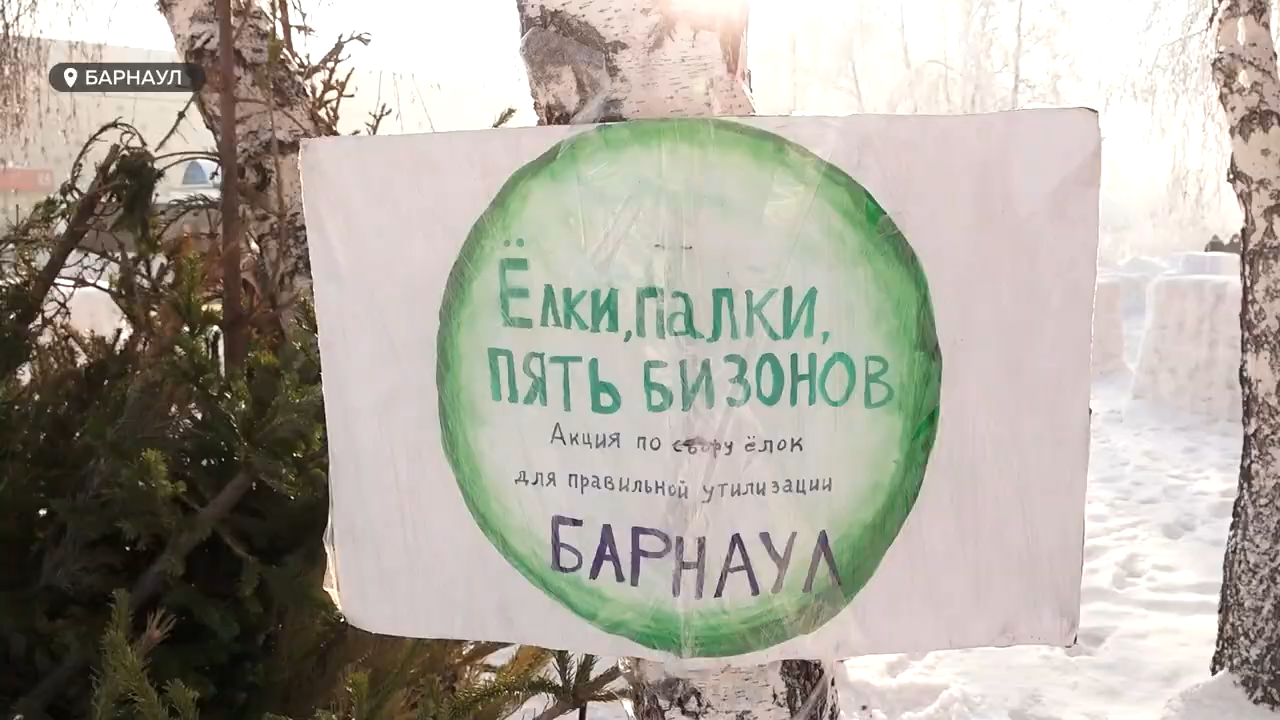 БАРНАУЛ
Ёлки, палки,
пять бизонов
Акция по сбору ёлок
для правильной утилизации
БАРНАУЛ